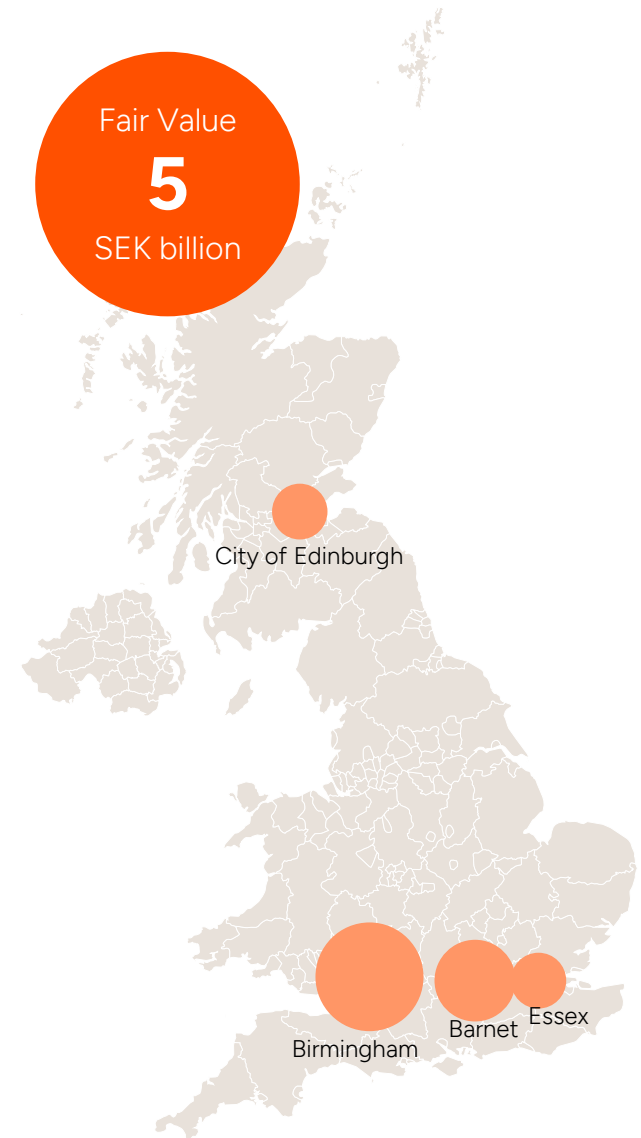 Fair Value
5
SEK billion
City of Edinburgh
Essex
Barnet
Birmingham